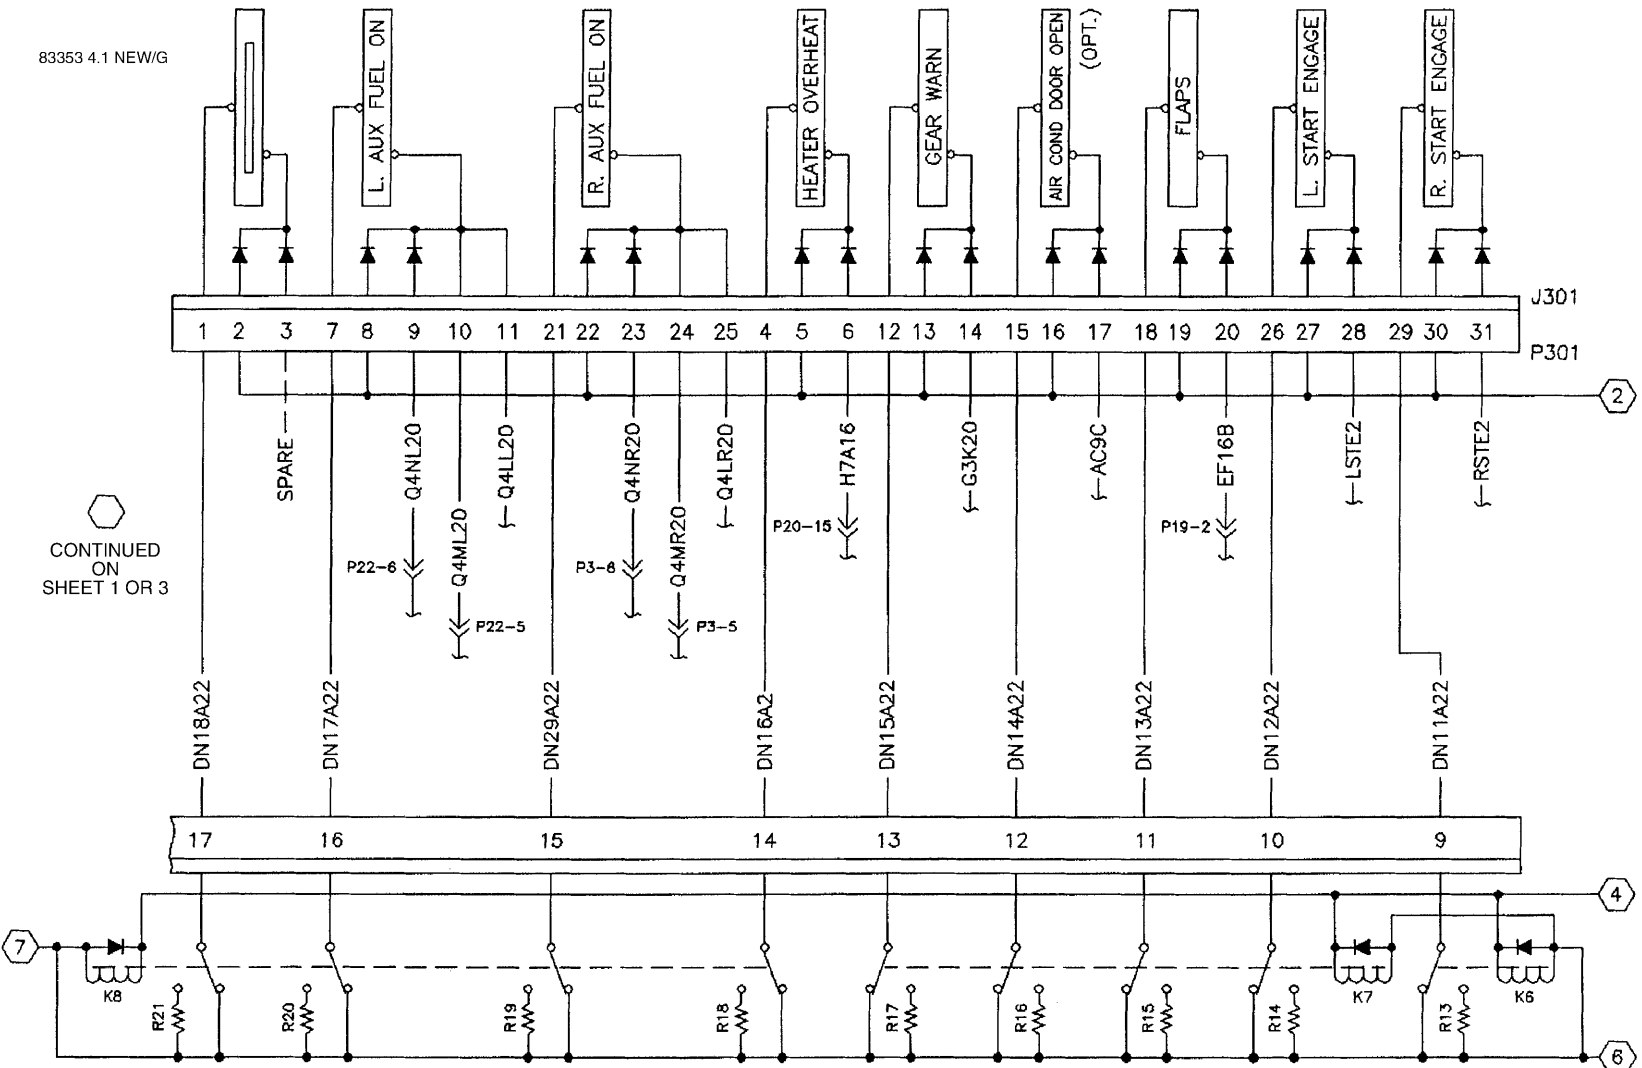 83353 4.1 NEW/G
L. AUX FUEL ON
R. AUX FUEL ON
HEATER OVERHEAT
GEAR WARN
AIR COND DOOR OPEN
(OPT.)
FLAPS
L. START ENGAGE
R. START ENGAGE
J301
1 2 3 7 8 9 10 11 21 22 23 24 25 4 5 6 12 13 14 15 16 17 18 19 20 26 27 28 29 30 31
P301
2
SPARE
Q4NL20
Q4ML20
Q4LL20
Q4NR20
Q4MR20
Q4LR20
H7A16
G3K20
AC9C
EF16B
LSTE2
RSTE2
P22-6
P22-5
P3-6
P3-5
P20-15
P19-2
CONTINUED
ON
SHEET 1 OR 3
DN18A22
DN17A22
DN29A22
DN16A2
DN15A22
DN14A22
DN13A22
DN12A22
DN11A22
17 16 15 14 13 12 11 10 9
4
7
K8
K7
K6
R21
R20
R19
R18
R17
R16
R15
R14
R13
6